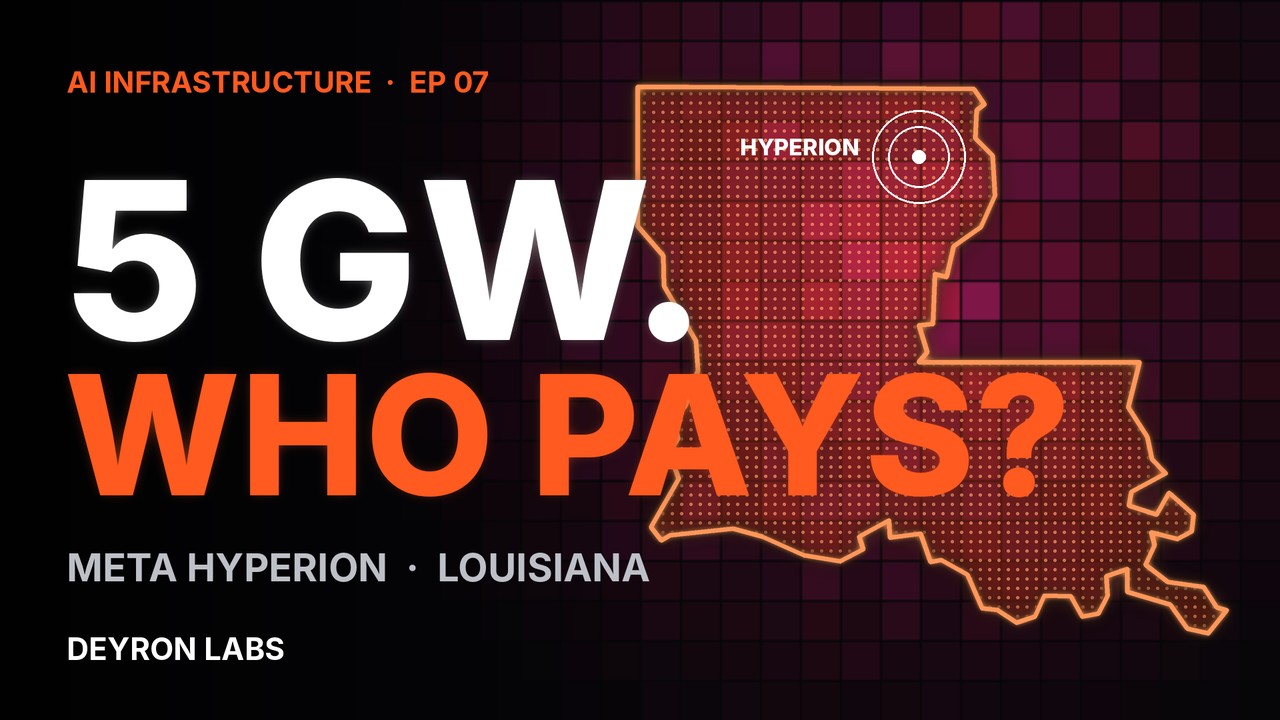 AI INFRASTRUCTURE · EP 07
HYPERION
5 GW.
WHO PAYS?
META HYPERION · LOUISIANA
DEYRON LABS